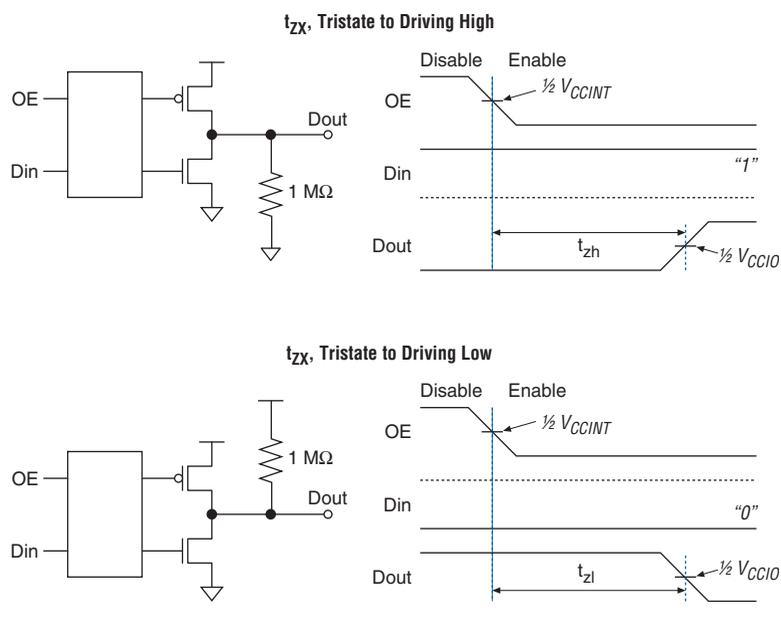 tZX, Tristate to Driving High
Disable Enable
OE
½ VCCINT
OE
Dout
Din
Din
"1"
1 MΩ
Dout
tzh
½ VCCIO
tZX, Tristate to Driving Low
Disable Enable
OE
½ VCCINT
1 MΩ
OE
Dout
Din
"0"
Din
Dout
tzl
½ VCCIO